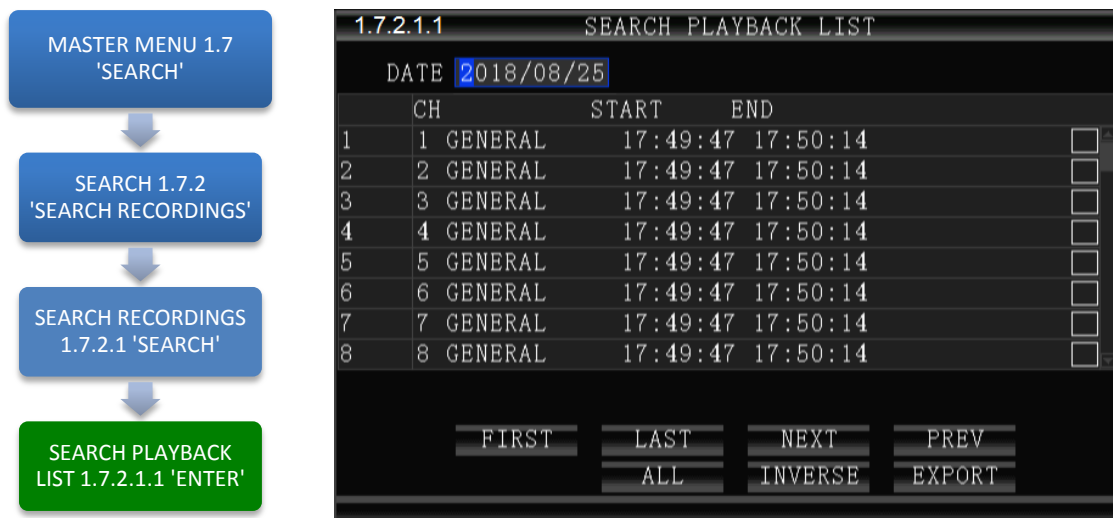 MASTER MENU 1.7
'SEARCH'
SEARCH 1.7.2
'SEARCH RECORDINGS'
SEARCH RECORDINGS
1.7.2.1 'SEARCH'
SEARCH PLAYBACK
LIST 1.7.2.1.1 'ENTER'
1.7.2.1.1 SEARCH PLAYBACK LIST
DATE 2018/08/25
CH START END
1 1 GENERAL 17:49:47 17:50:14
2 2 GENERAL 17:49:47 17:50:14
3 3 GENERAL 17:49:47 17:50:14
4 4 GENERAL 17:49:47 17:50:14
5 5 GENERAL 17:49:47 17:50:14
6 6 GENERAL 17:49:47 17:50:14
7 7 GENERAL 17:49:47 17:50:14
8 8 GENERAL 17:49:47 17:50:14
FIRST LAST NEXT PREV
ALL INVERSE EXPORT